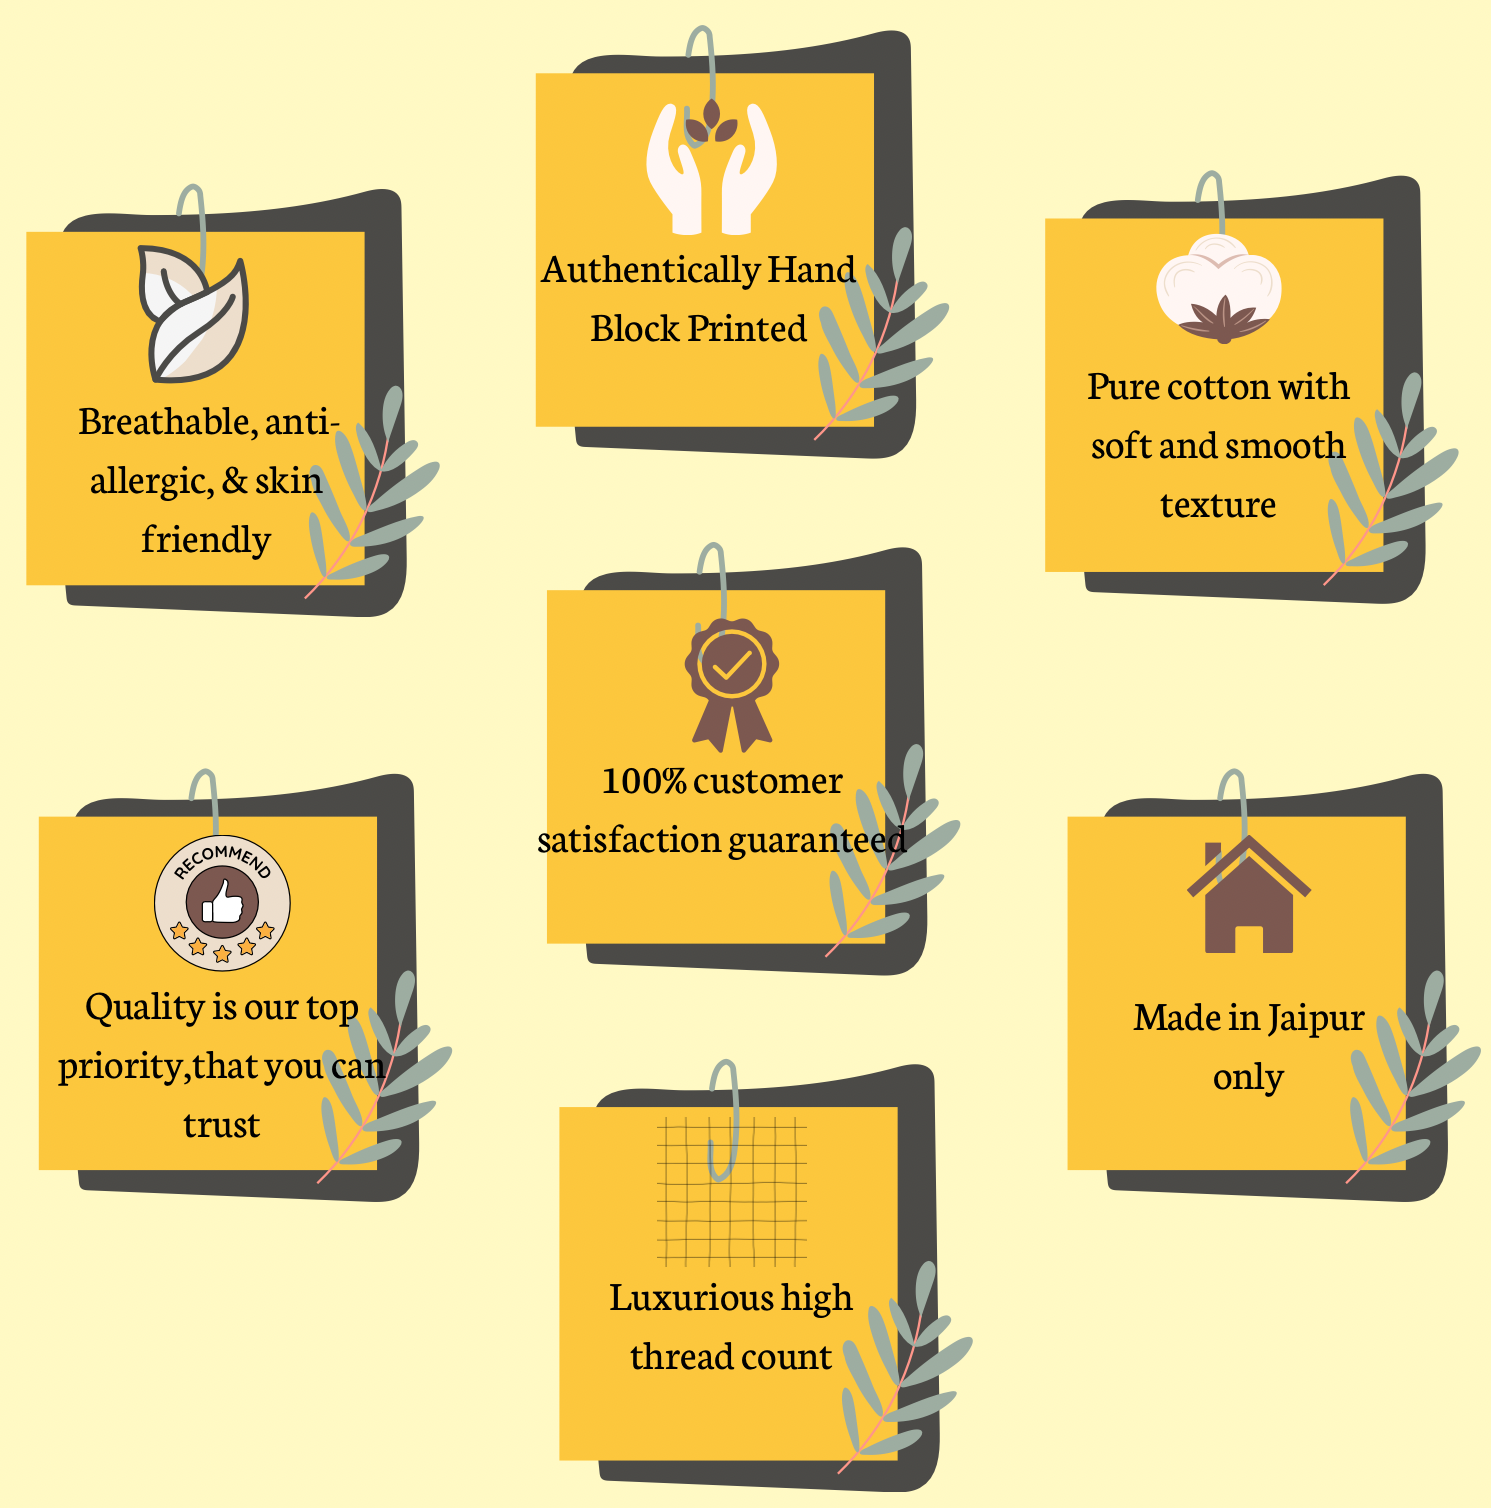 Authentically Hand
Block Printed
Breathable, anti-
allergic, & skin
friendly
Pure cotton with
soft and smooth
texture
100% customer
satisfaction guaranteed
RECOMMEND
Quality is our top
priority,that you can
trust
Made in Jaipur
only
Luxurious high
thread count